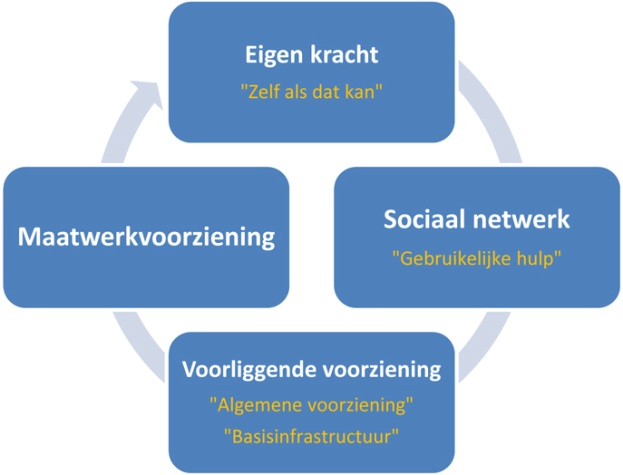 Eigen kracht
"Zelf als dat kan"
Sociaal netwerk
"Gebruikelijke hulp"
Voorliggende voorziening
"Algemene voorziening"
"Basisinfrastructuur"
Maatwerkvoorziening